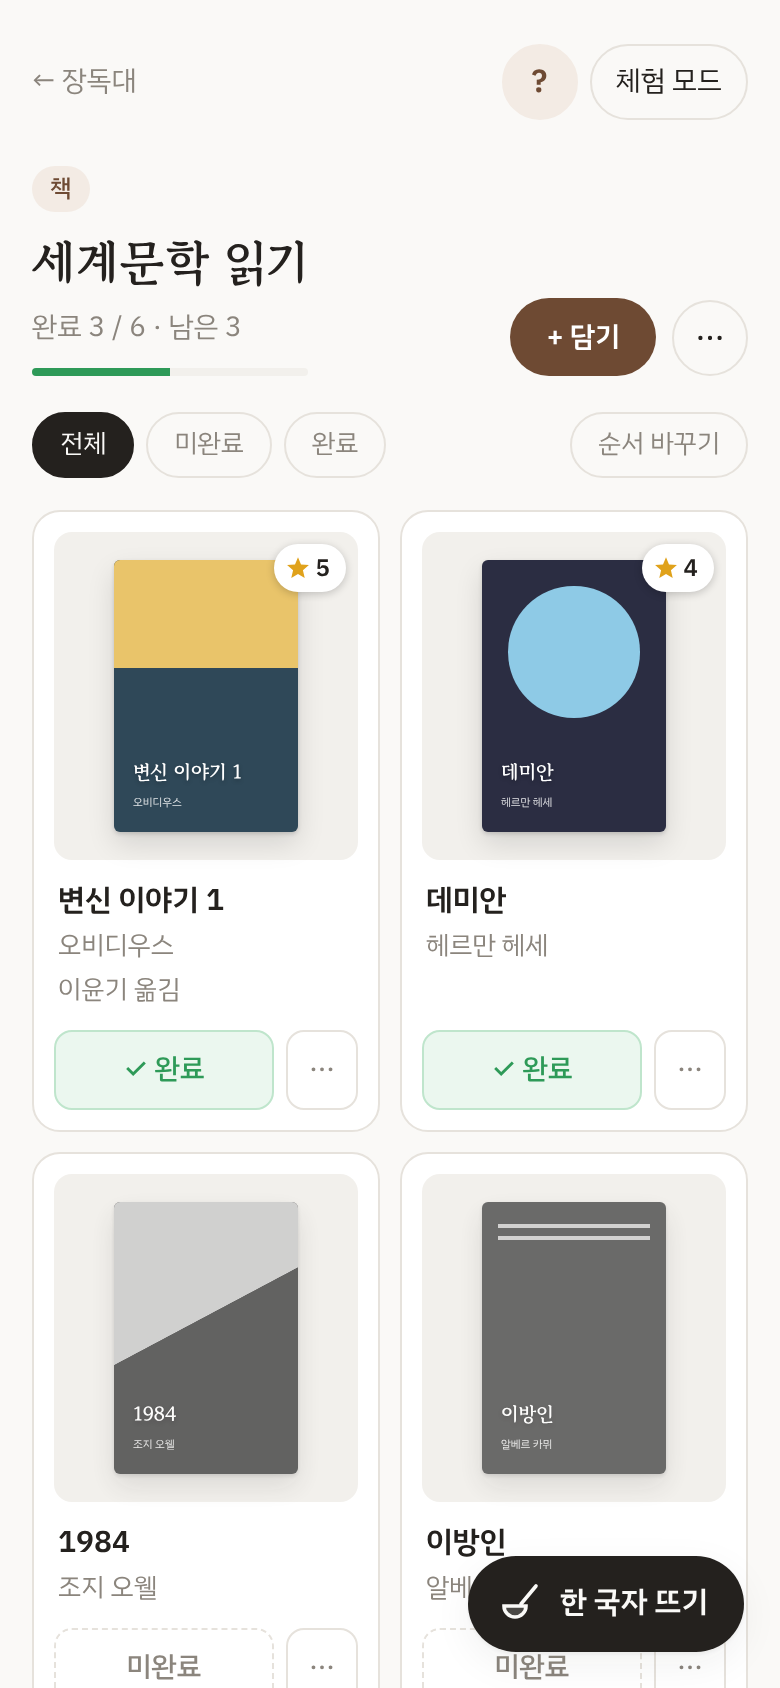 ← 장독대
?
체험 모드
책
세계문학 읽기
완료 3 / 6 · 남은 3
+ 담기
···
전체
미완료
완료
순서 바꾸기
★ 5
변신 이야기 1
오비디우스
변신 이야기 1
오비디우스
이윤기 옮김
✓ 완료
···
★ 4
데미안
헤르만 헤세
데미안
헤르만 헤세
✓ 완료
···
1984
조지 오웰
1984
조지 오웰
미완료
···
이방인
알베르 카뮈
이방인
알베
미완료
···
한 국자 뜨기